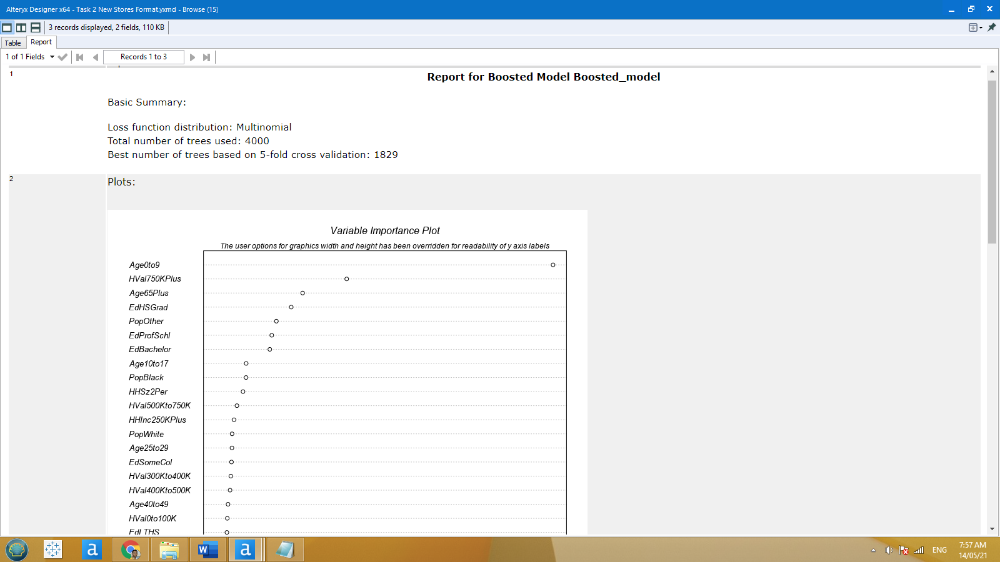 Alteryx Designer x64 - Task 2 New Stores Format.yxmd - Browse (15)
3 records displayed, 2 fields, 110 KB
Table
Report
1 of 1 Fields
Records 1 to 3
1
Report for Boosted Model Boosted_model
Basic Summary:
Loss function distribution: Multinomial
Total number of trees used: 4000
Best number of trees based on 5-fold cross validation: 1829
2
Plots:
Variable Importance Plot
The user options for graphics width and height has been overridden for readability of y axis labels
Age0to9
HVal750KPlus
Age65Plus
EdHSGrad
PopOther
EdProfSchl
EdBachelor
Age10to17
PopBlack
HHSz2Per
HVal500Kto750K
HHInc250KPlus
PopWhite
Age25to29
EdSomeCol
HVal300Kto400K
HVal400Kto500K
Age40to49
HVal0to100K
EdLTHS
a
W
a
ENG
7:57 AM
14/05/21